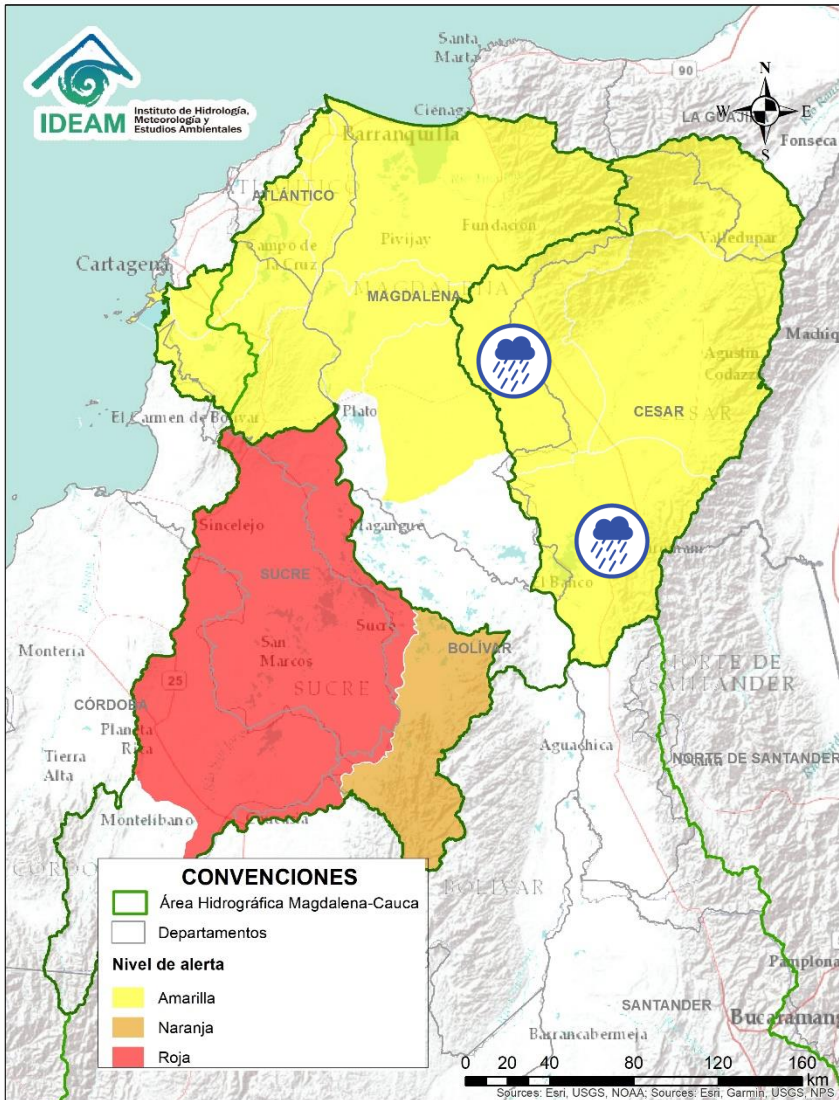 IDEAM
Instituto de Hidrología,
Meteorología y
Estudios Ambientales
Santa
Marta
90
N
E
S
LA GUAJI
Fonseca
Ciénaga
Barranquilla
ATLÁNTICO
Campo de
la Cruz
Pivijay
Fundación
Valledupar
Cartagena
MAGDALENA
Agustín
Codazzi
Machiq
El Carmen de Bolívar
Plato
CESAR
Sincelejo
Magangué
SUCRE
El Banco
Sucre
BOLÍVAR
San
Marcos
SUCRE
Montería
25
NORTE DE
SANTANDER
CÓRDOBA
Planeta
Rica
Tierra
Alta
Aguachica
NORTE DE SANTANDER
Montelíbano
BOLÍVAR
CONVENCIONES
Área Hidrográfica Magdalena-Cauca
Departamentos
Nivel de alerta
Amarilla
Naranja
Roja
Pamplona
SANTANDER
Bucaramang
Barrancabermeja
0 20 40 80 120 160
km
Sources: Esri, USGS, NOAA; Sources: Esri, Garmin, USGS, NPS